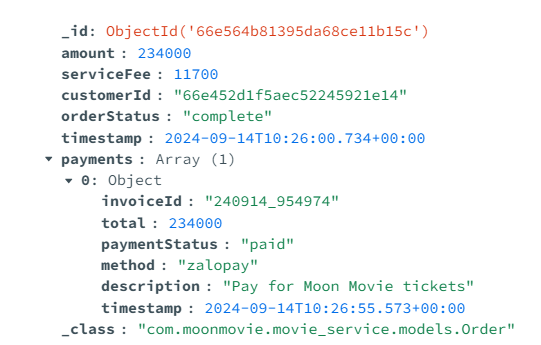 _id: ObjectId('66e564b81395da68ce11b15c')
amount : 234000
serviceFee : 11700
customerId : "66e452d1f5aec52245921e14"
orderStatus : "complete"
timestamp : 2024-09-14T10:26:00.734+00:00
payments : Array (1)
0: Object
invoiceId : "240914_954974"
total : 234000
paymentStatus : "paid"
method : "zalopay"
description : "Pay for Moon Movie tickets"
timestamp : 2024-09-14T10:26:55.573+00:00
_class : "com.moonmovie.movie_service.models.Order"